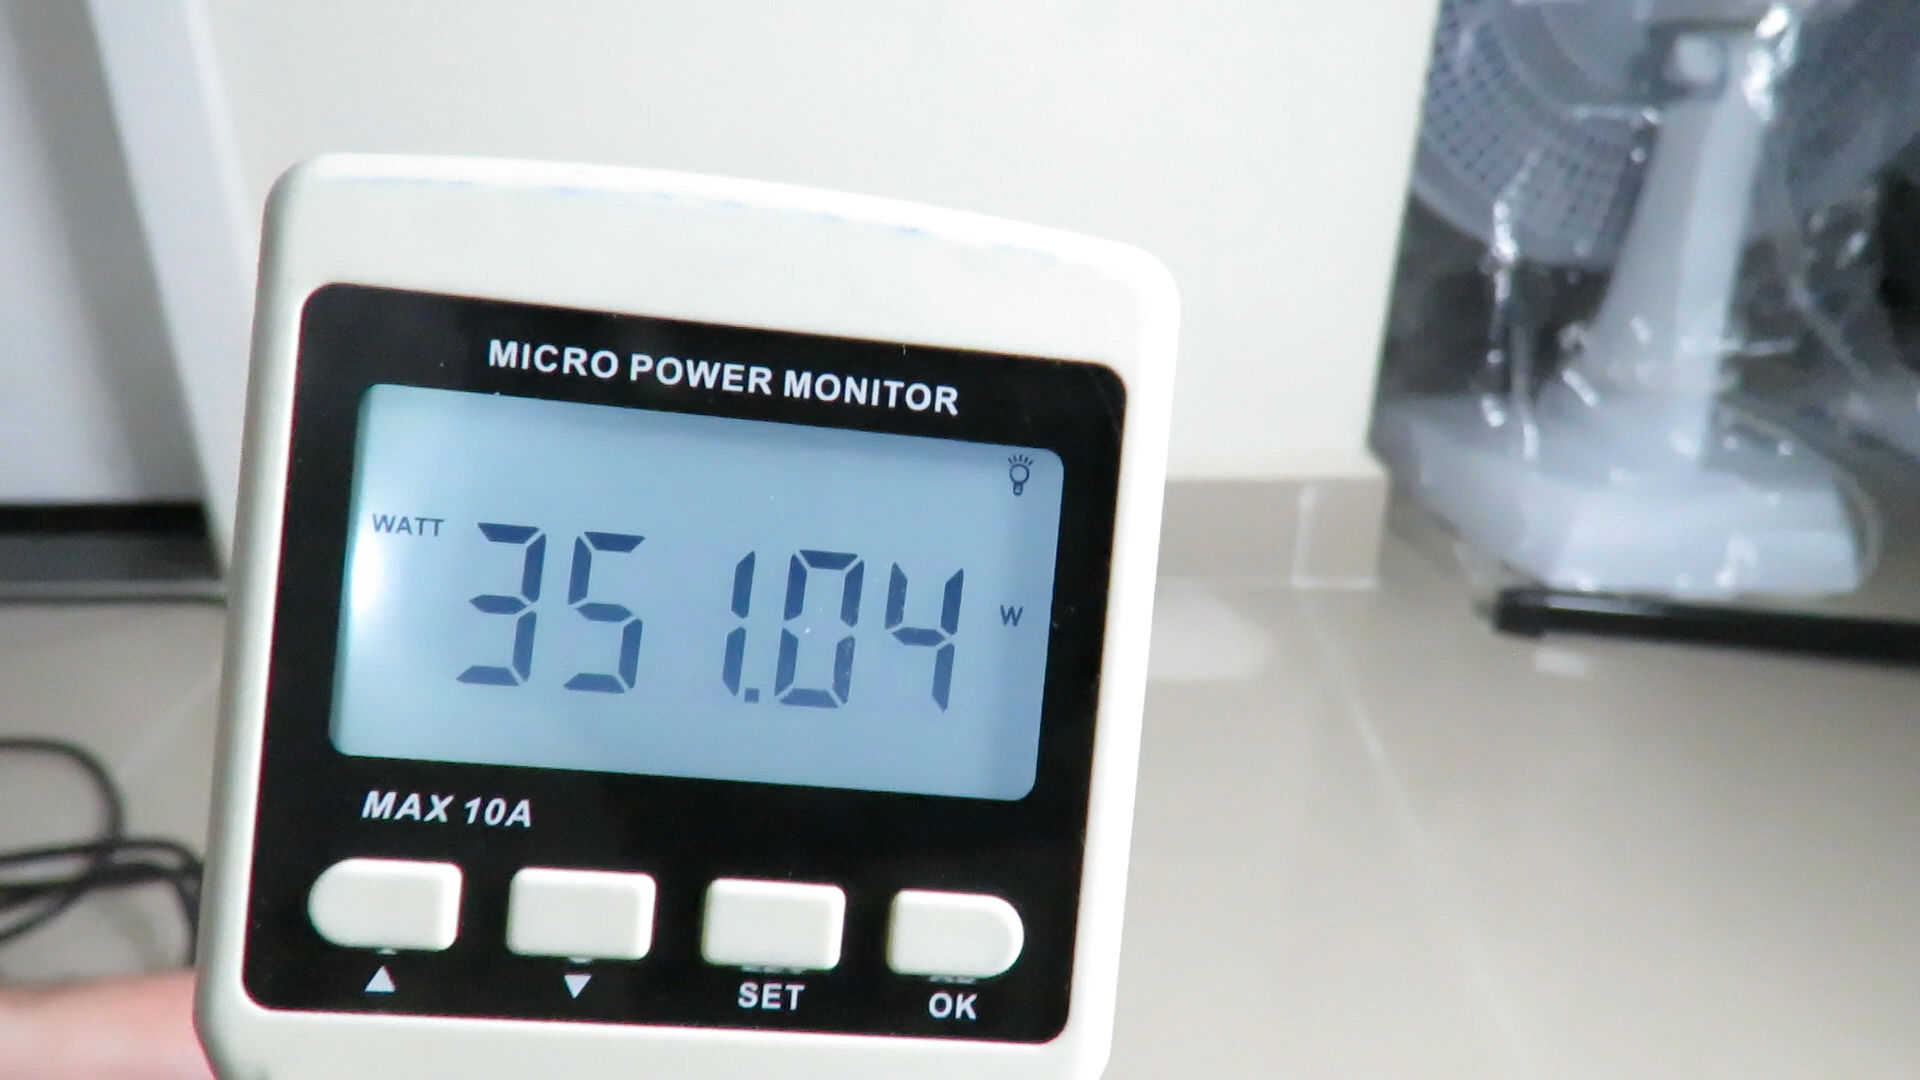 MICRO POWER MONITOR
WATT 351.04 W
MAX 10A
▲ ▼ SET OK